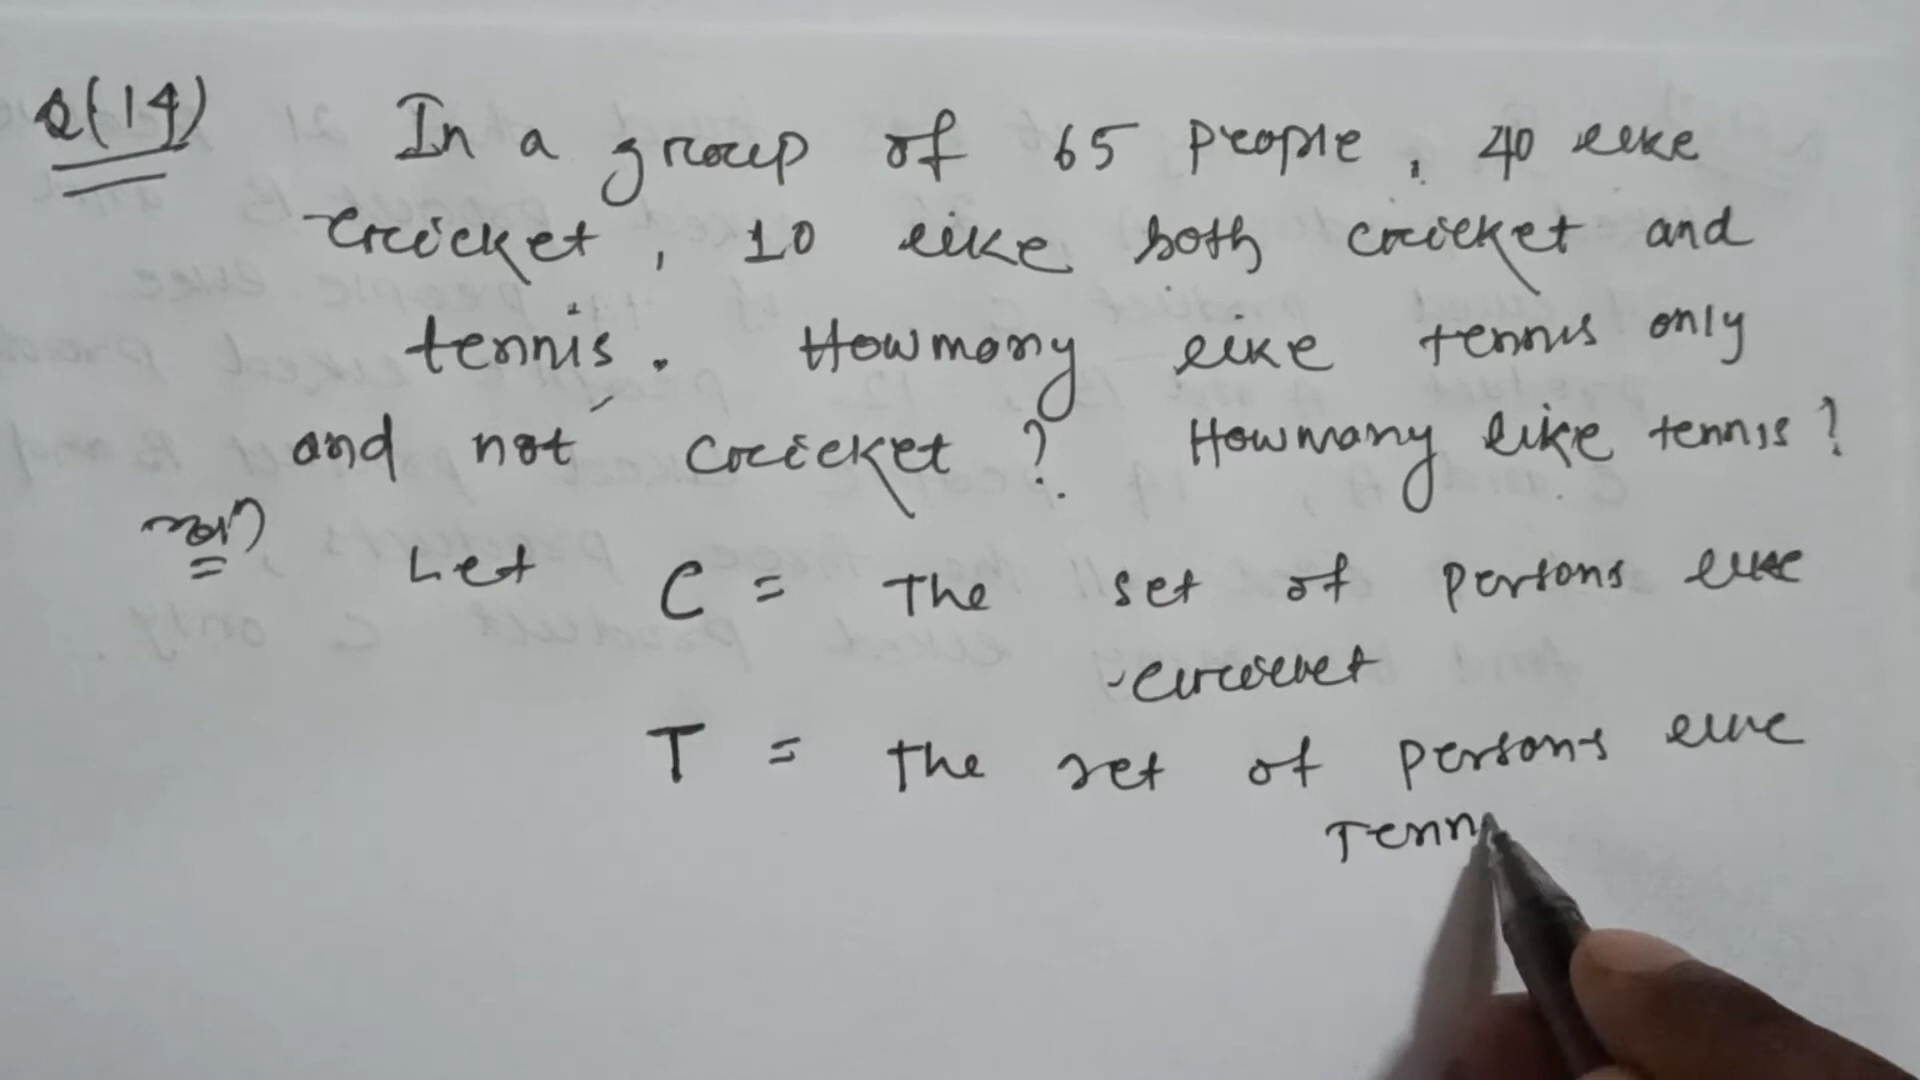 Q(14) In a group of 65 people, 40 like
cricket, 10 like both cricket and
tennis. How many like tennis only
and not cricket? How many like tennis?
Let C = The set of persons like
cricket
T = the set of persons like
Tenn